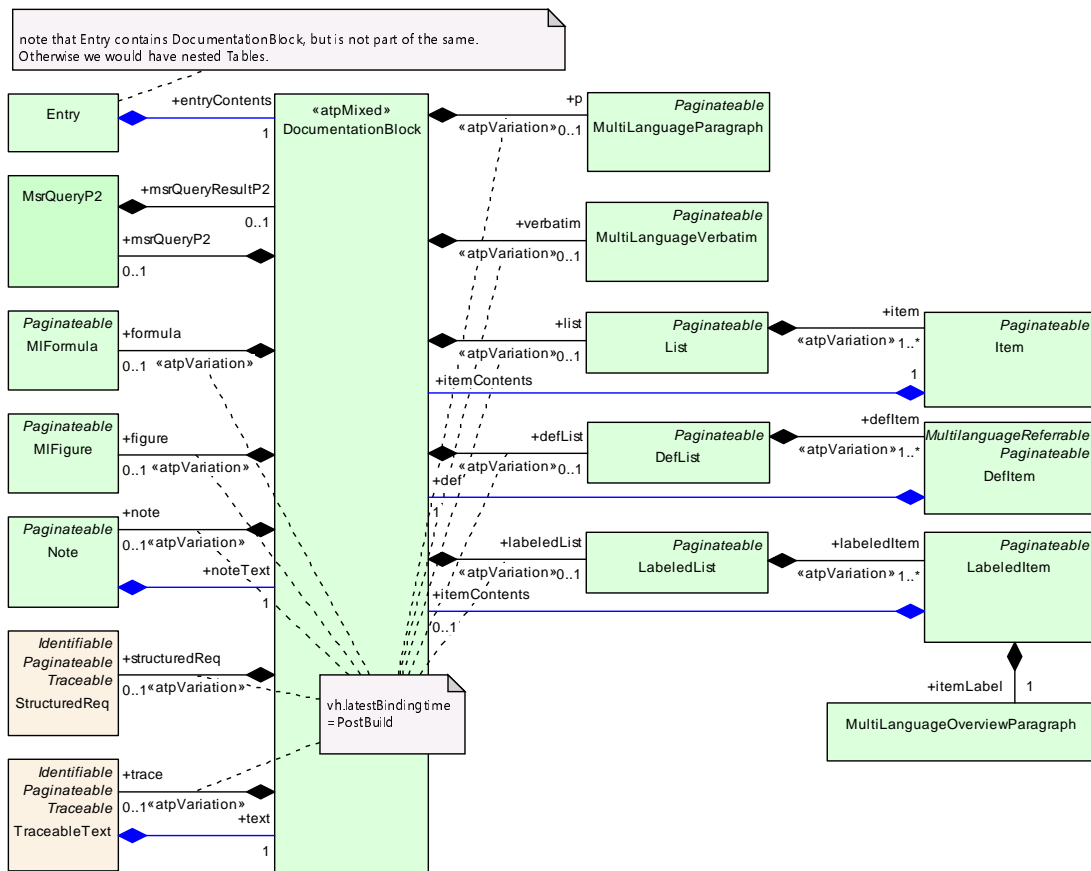 note that Entry contains DocumentationBlock, but is not part of the same.
Otherwise we would have nested Tables.
Entry
+entryContents
1
«atpMixed»
DocumentationBlock
+p
«atpVariation» 0..1
Paginateable
MultiLanguageParagraph
MsrQueryP2
+msrQueryResultP2
0..1
+msrQueryP2
0..1
+verbatim
«atpVariation» 0..1
Paginateable
MultiLanguageVerbatim
Paginateable
MlFormula
+formula
0..1 «atpVariation»
+list
«atpVariation» 0..1
Paginateable
List
+item
«atpVariation» 1..*
Paginateable
Item
+itemContents
1
Paginateable
MlFigure
+figure
0..1 «atpVariation»
+defList
«atpVariation» 0..1
Paginateable
DefList
+defItem
«atpVariation» 1..*
MultilanguageReferrable
Paginateable
DefItem
+def
1
Paginateable
Note
+note
0..1 «atpVariation»
+noteText
1
+labeledList
«atpVariation» 0..1
Paginateable
LabeledList
+labeledItem
«atpVariation» 1..*
Paginateable
LabeledItem
+itemContents
0..1
Identifiable
Paginateable
Traceable
StructuredReq
+structuredReq
0..1 «atpVariation»
vh.latestBindingtime
= PostBuild
+itemLabel
1
MultiLanguageOverviewParagraph
Identifiable
Paginateable
Traceable
TraceableText
+trace
0..1 «atpVariation»
+text
1